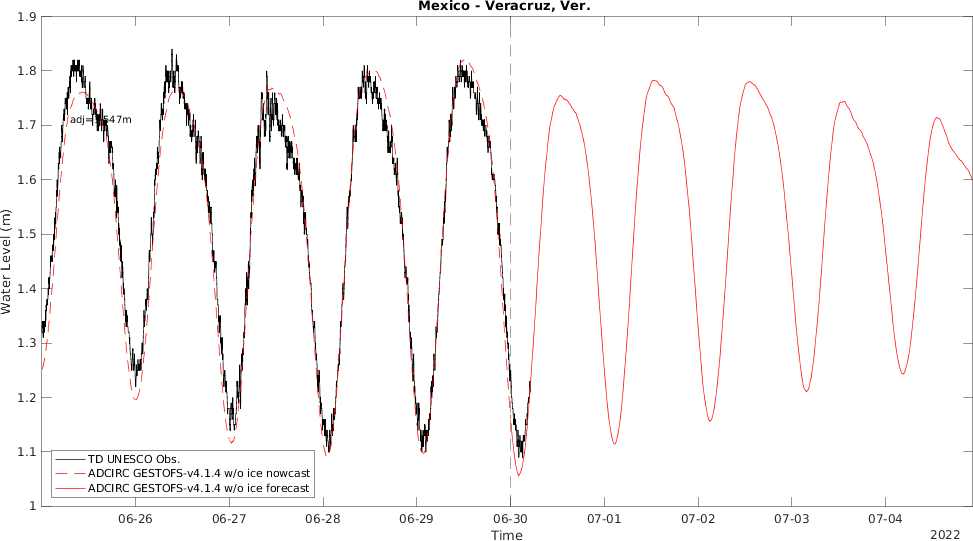 Mexico - Veracruz, Ver.
1.9
1.8
1.7
1.6
1.5
1.4
1.3
1.2
1.1
1
Water Level (m)
TD UNESCO Obs.
ADCIRC GESTOFS-v4.1.4 w/o ice nowcast
ADCIRC GESTOFS-v4.1.4 w/o ice forecast
06-26 06-27 06-28 06-29 06-30 07-01 07-02 07-03 07-04
Time
2022